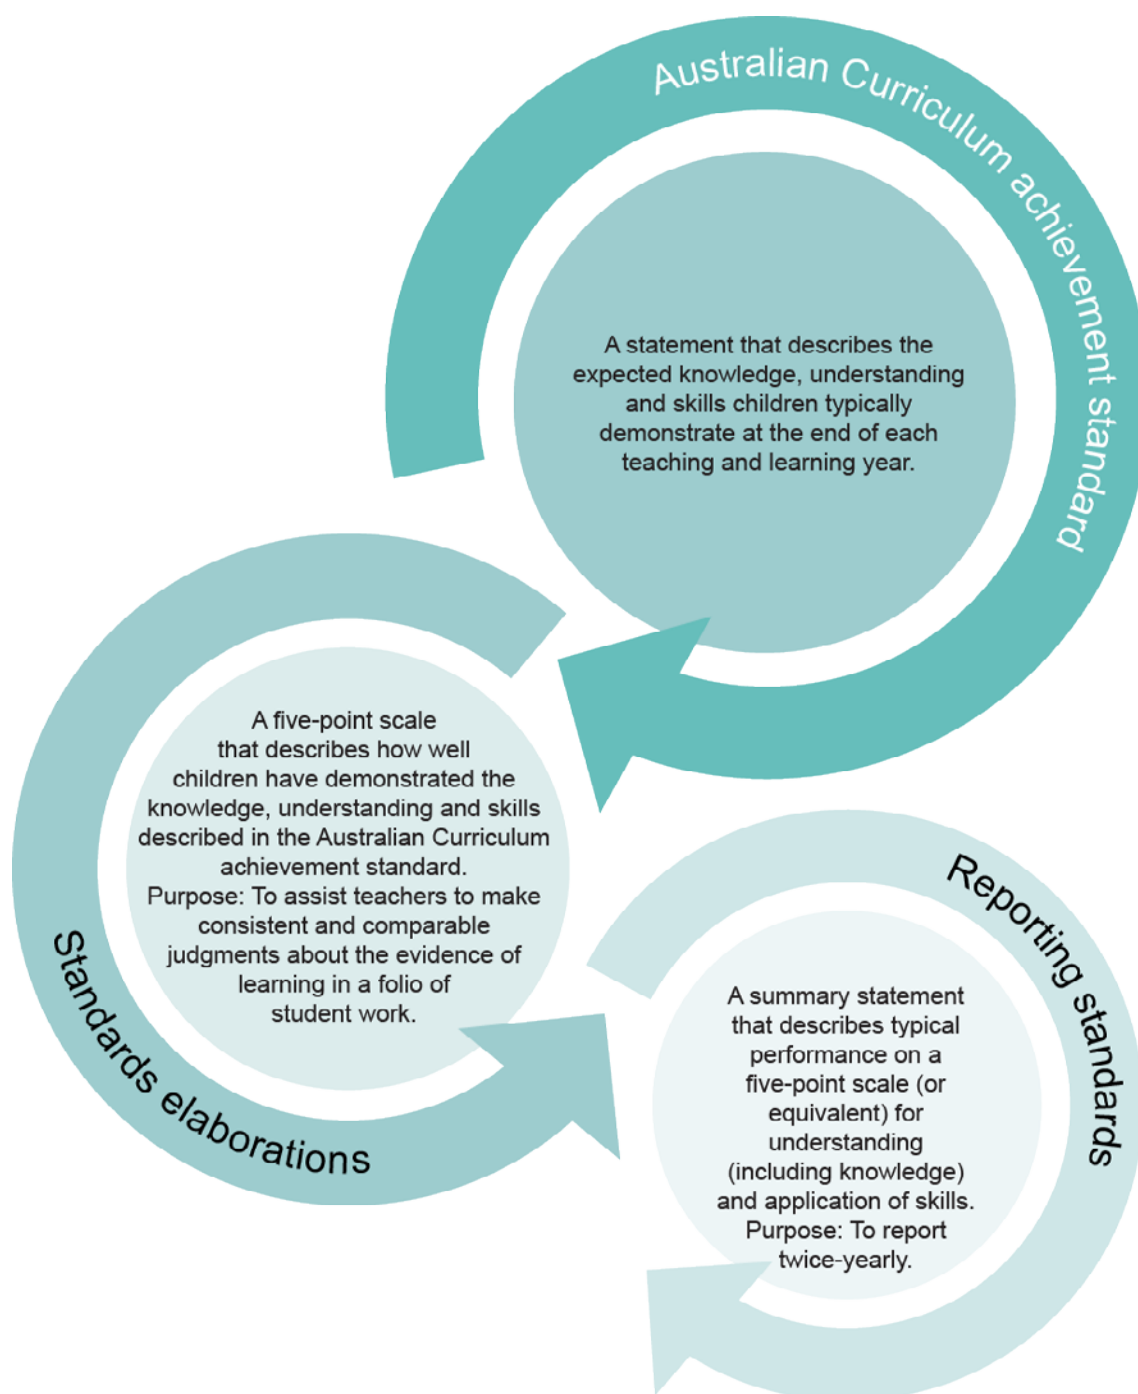 Australian Curriculum achievement standard
A statement that describes the
expected knowledge, understanding
and skills children typically
demonstrate at the end of each
teaching and learning year.
Standards elaborations
A five-point scale
that describes how well
children have demonstrated the
knowledge, understanding and skills
described in the Australian Curriculum
achievement standard.
Purpose: To assist teachers to make
consistent and comparable
judgments about the evidence of
learning in a folio of
student work.
Reporting standards
A summary statement
that describes typical
performance on a
five-point scale (or
equivalent) for
understanding
(including knowledge)
and application of skills.
Purpose: To report
twice-yearly.